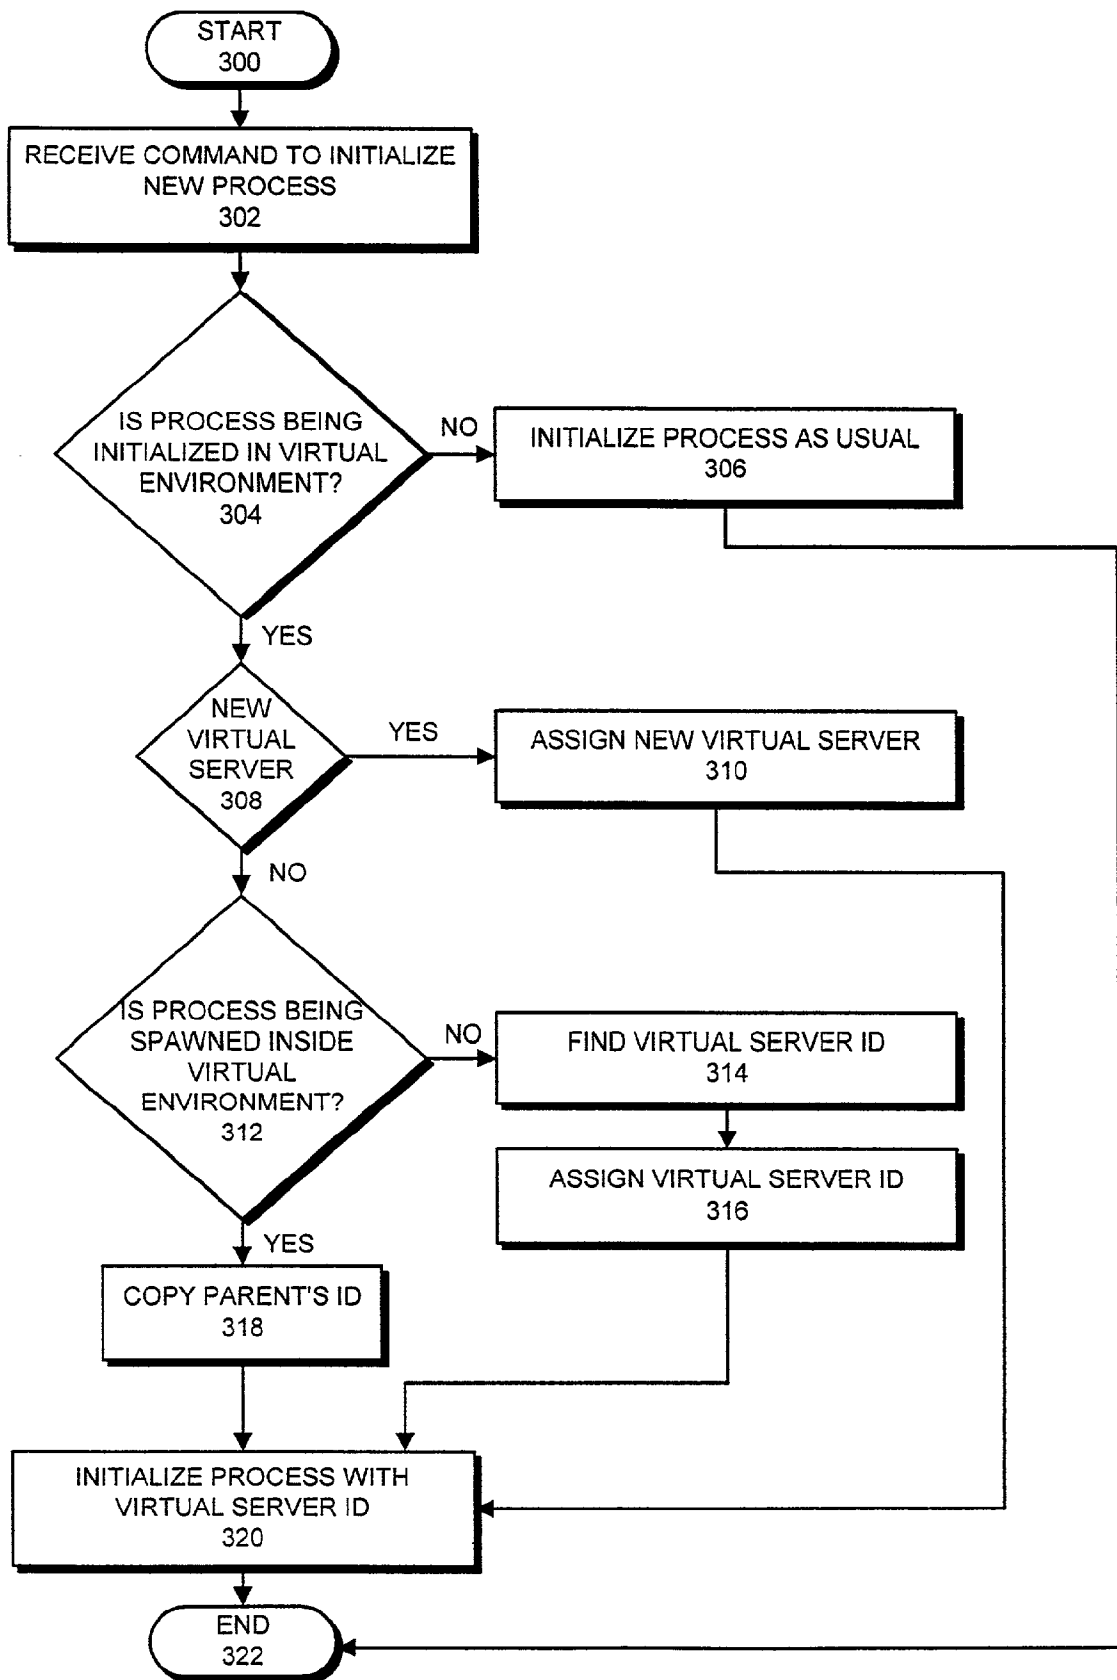 START
300
RECEIVE COMMAND TO INITIALIZE
NEW PROCESS
302
IS PROCESS BEING
INITIALIZED IN VIRTUAL
ENVIRONMENT?
304
NO
INITIALIZE PROCESS AS USUAL
306
YES
NEW
VIRTUAL
SERVER
308
YES
ASSIGN NEW VIRTUAL SERVER
310
NO
IS PROCESS BEING
SPAWNED INSIDE
VIRTUAL
ENVIRONMENT?
312
NO
FIND VIRTUAL SERVER ID
314
ASSIGN VIRTUAL SERVER ID
316
YES
COPY PARENT'S ID
318
INITIALIZE PROCESS WITH
VIRTUAL SERVER ID
320
END
322